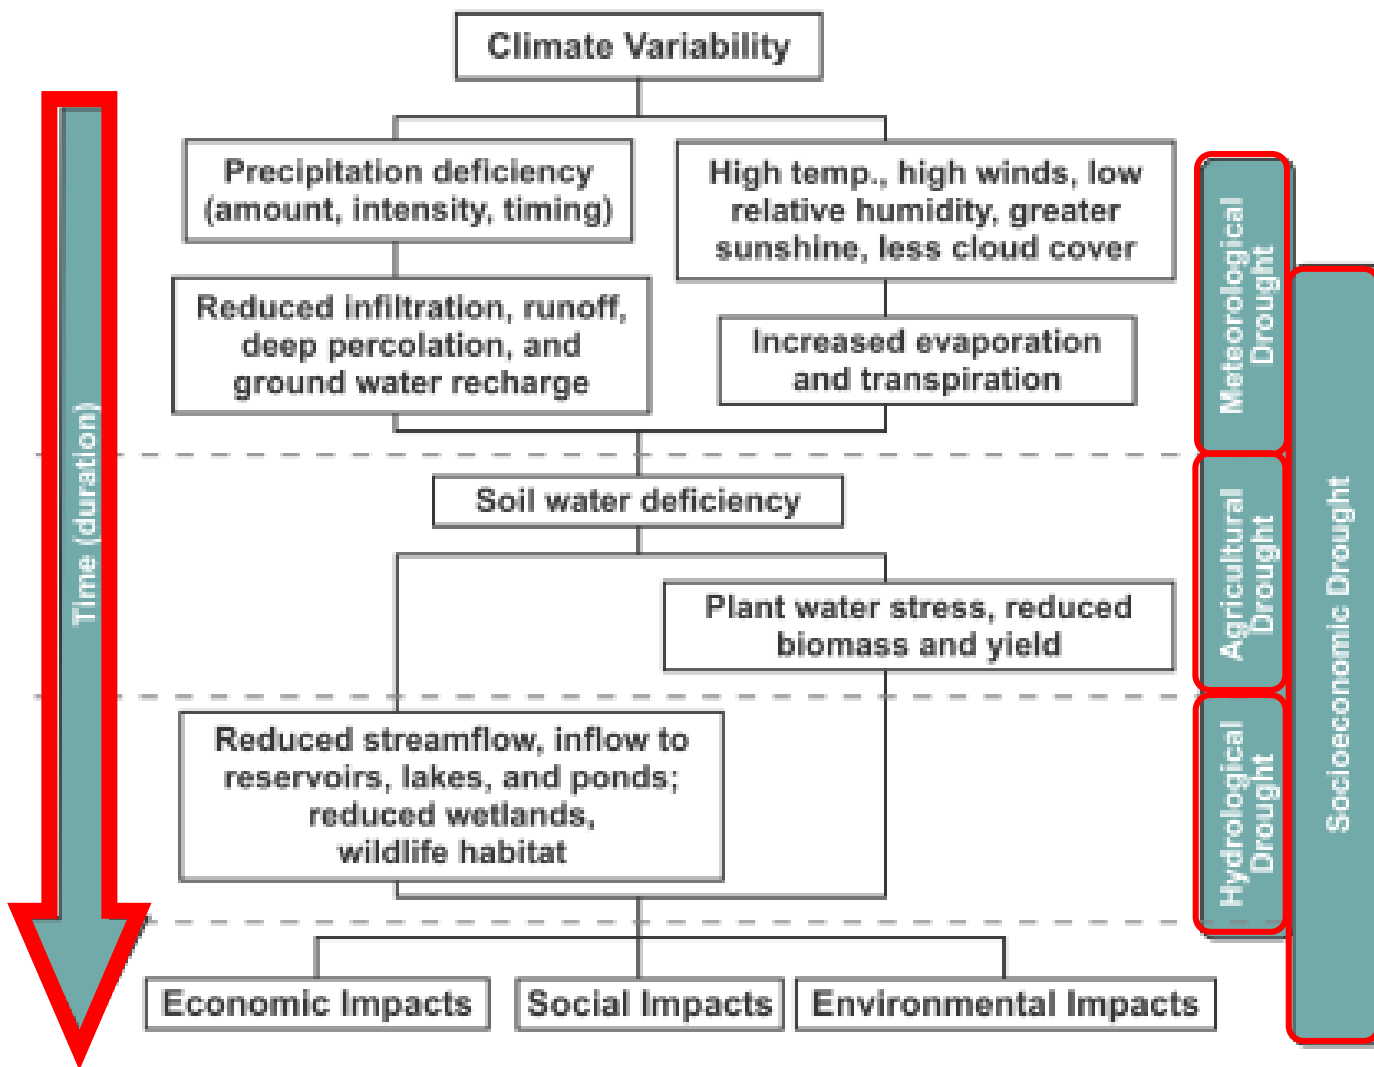 Climate Variability
Precipitation deficiency
(amount, intensity, timing)
High temp., high winds, low
relative humidity, greater
sunshine, less cloud cover
Reduced infiltration, runoff,
deep percolation, and
ground water recharge
Increased evaporation
and transpiration
Soil water deficiency
Plant water stress, reduced
biomass and yield
Reduced streamflow, inflow to
reservoirs, lakes, and ponds;
reduced wetlands,
wildlife habitat
Economic Impacts
Social Impacts
Environmental Impacts
Time (duration)
Meteorological
Drought
Agricultural
Drought
Hydrological
Drought
Socioeconomic Drought